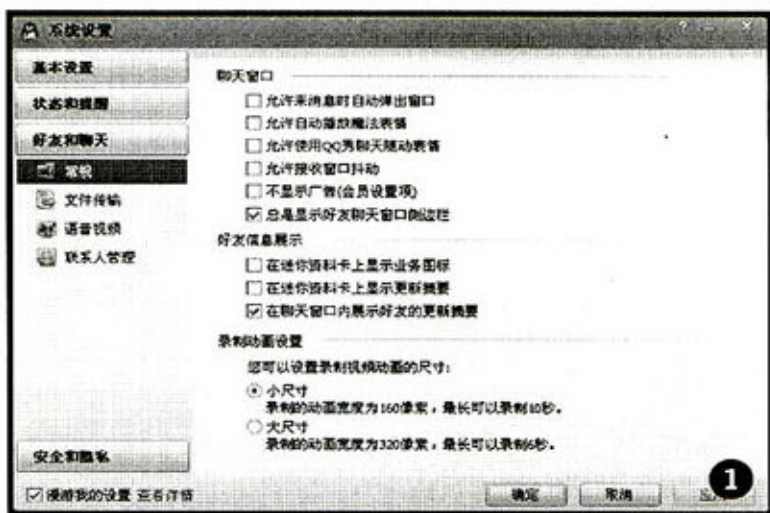 系统设置
基本设置
状态和提醒
好友和聊天
常规
文件传输
语音视频
联系人管理
安全和隐私
聊天窗口
允许来消息时自动弹出窗口
允许自动播放魔法表情
允许使用QQ秀聊天随动表情
允许接收窗口抖动
不显示广告(会员设置项)
总是显示好友聊天窗口侧边栏
好友信息展示
在迷你资料卡上显示业务图标
在迷你资料卡上显示更新摘要
在聊天窗口内展示好友的更新摘要
录制动画设置
您可以设置录制视频动画的尺寸:
小尺寸
录制的动画宽度为160像素，最长可以录制10秒。
大尺寸
录制的动画宽度为320像素，最长可以录制6秒。
漫游我的设置 查看详情
确定 取消
1